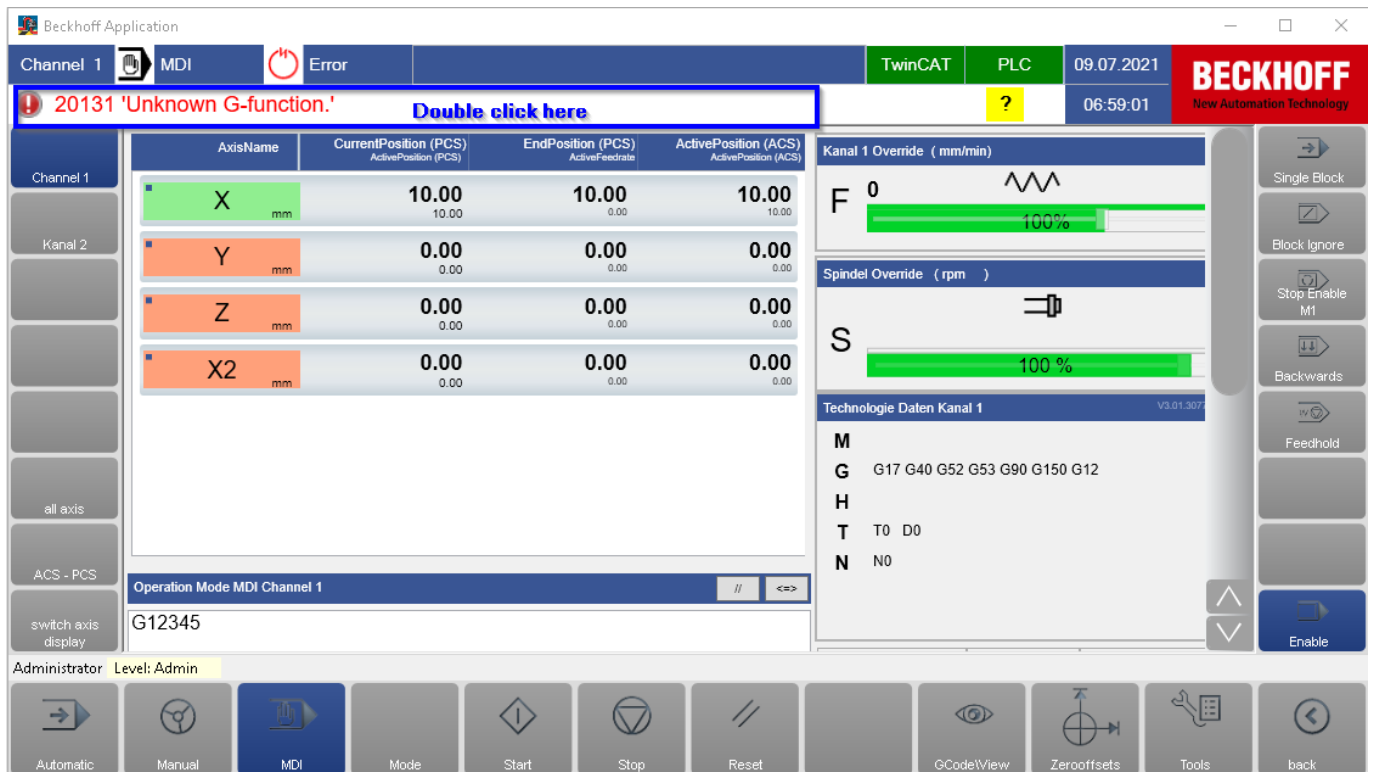 Beckhoff Application
Channel 1 MDI Error TwinCAT PLC 09.07.2021 BECKHOFF
20131 'Unknown G-function.' Double click here ? 06:59:01 New Automation Technology
Channel 1
Kanal 2
all axis
ACS - PCS
switch axis
display
AxisName CurrentPosition (PCS) EndPosition (PCS) ActivePosition (ACS)
ActivePosition (PCS) ActiveFeedrate ActivePosition (ACS)
X mm 10.00 10.00 10.00
10.00 0.00 10.00
Y mm 0.00 0.00 0.00
0.00 0.00 0.00
Z mm 0.00 0.00 0.00
0.00 0.00 0.00
X2 mm 0.00 0.00 0.00
0.00 0.00 0.00
Operation Mode MDI Channel 1 // <=>
G12345
Kanal 1 Override ( mm/min)
F 0
100%
Spindel Override ( rpm )
S
100 %
Technologie Daten Kanal 1 V3.01.3077
M
G G17 G40 G52 G53 G90 G150 G12
H
T T0 D0
N N0
Single Block
Block Ignore
Stop Enable
M1
Backwards
Feedhold
Enable
Administrator Level: Admin
Automatic Manual MDI Mode Start Stop Reset GCode\View Zerooffsets Tools back